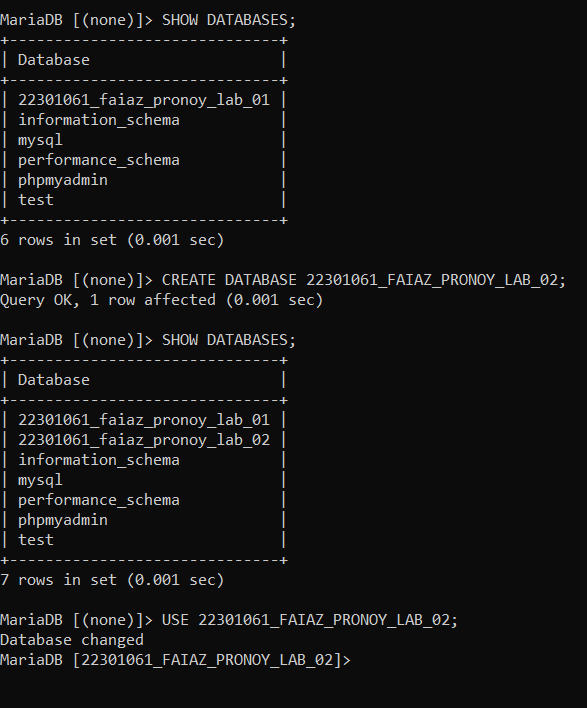 MariaDB [(none)]> SHOW DATABASES;
+------------------------------+
| Database                     |
+------------------------------+
| 22301061_faiaz_pronoy_lab_01 |
| information_schema           |
| mysql                        |
| performance_schema           |
| phpmyadmin                   |
| test                         |
+------------------------------+
6 rows in set (0.001 sec)

MariaDB [(none)]> CREATE DATABASE 22301061_FAIAZ_PRONOY_LAB_02;
Query OK, 1 row affected (0.001 sec)

MariaDB [(none)]> SHOW DATABASES;
+------------------------------+
| Database                     |
+------------------------------+
| 22301061_faiaz_pronoy_lab_01 |
| 22301061_faiaz_pronoy_lab_02 |
| information_schema           |
| mysql                        |
| performance_schema           |
| phpmyadmin                   |
| test                         |
+------------------------------+
7 rows in set (0.001 sec)

MariaDB [(none)]> USE 22301061_FAIAZ_PRONOY_LAB_02;
Database changed
MariaDB [22301061_FAIAZ_PRONOY_LAB_02]>